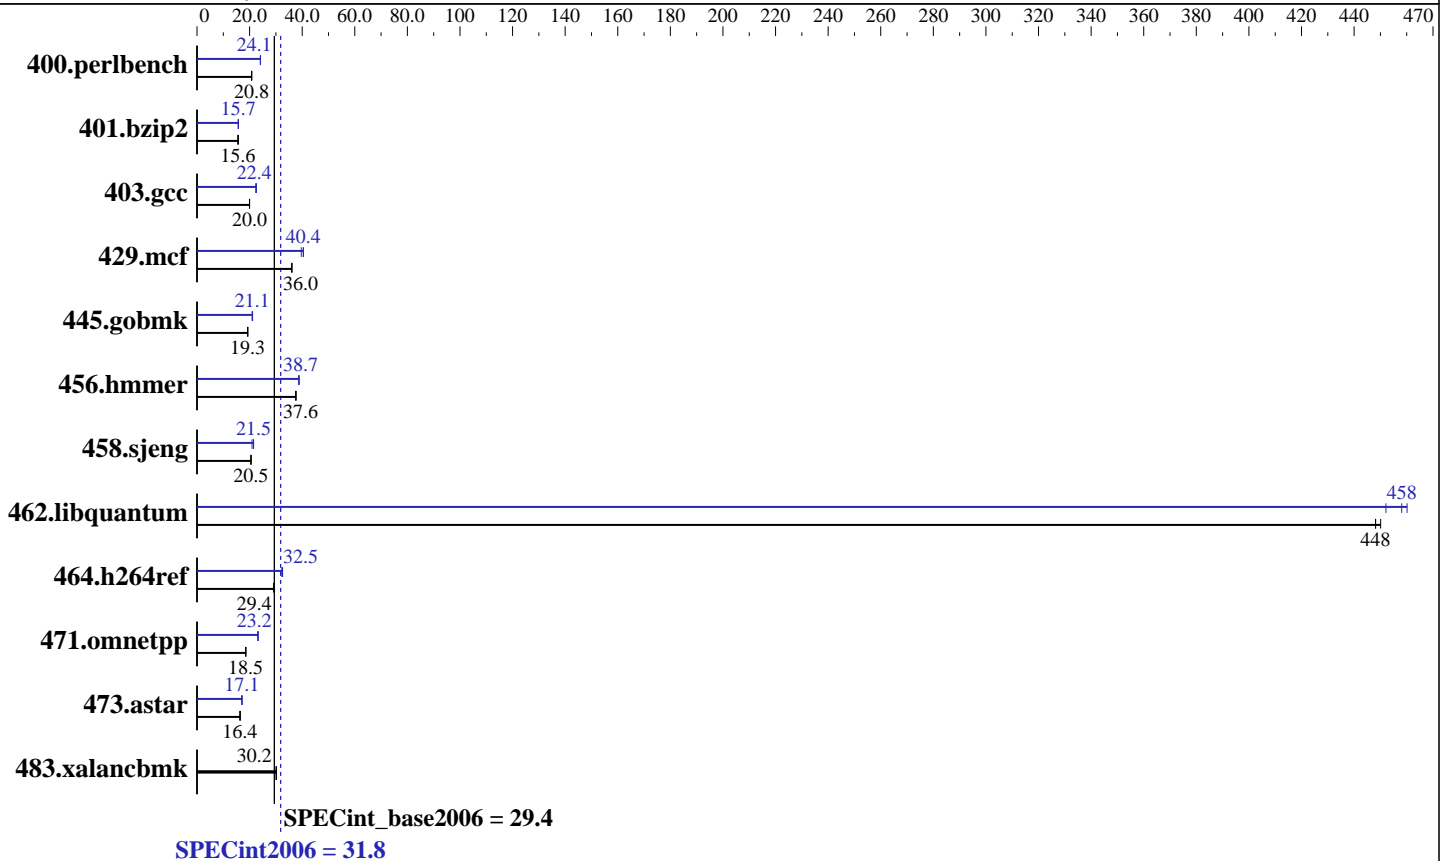 0 20.0 40.0 60.0 80.0 100 120 140 160 180 200 220 240 260 280 300 320 340 360 380 400 420 440 470
24.1
400.perlbench
20.8
15.7
401.bzip2
15.6
22.4
403.gcc
20.0
40.4
429.mcf
36.0
21.1
445.gobmk
19.3
38.7
456.hmmer
37.6
21.5
458.sjeng
20.5
458
462.libquantum
448
32.5
464.h264ref
29.4
23.2
471.omnetpp
18.5
17.1
473.astar
16.4
30.2
483.xalancbmk
SPECint_base2006 = 29.4
SPECint2006 = 31.8